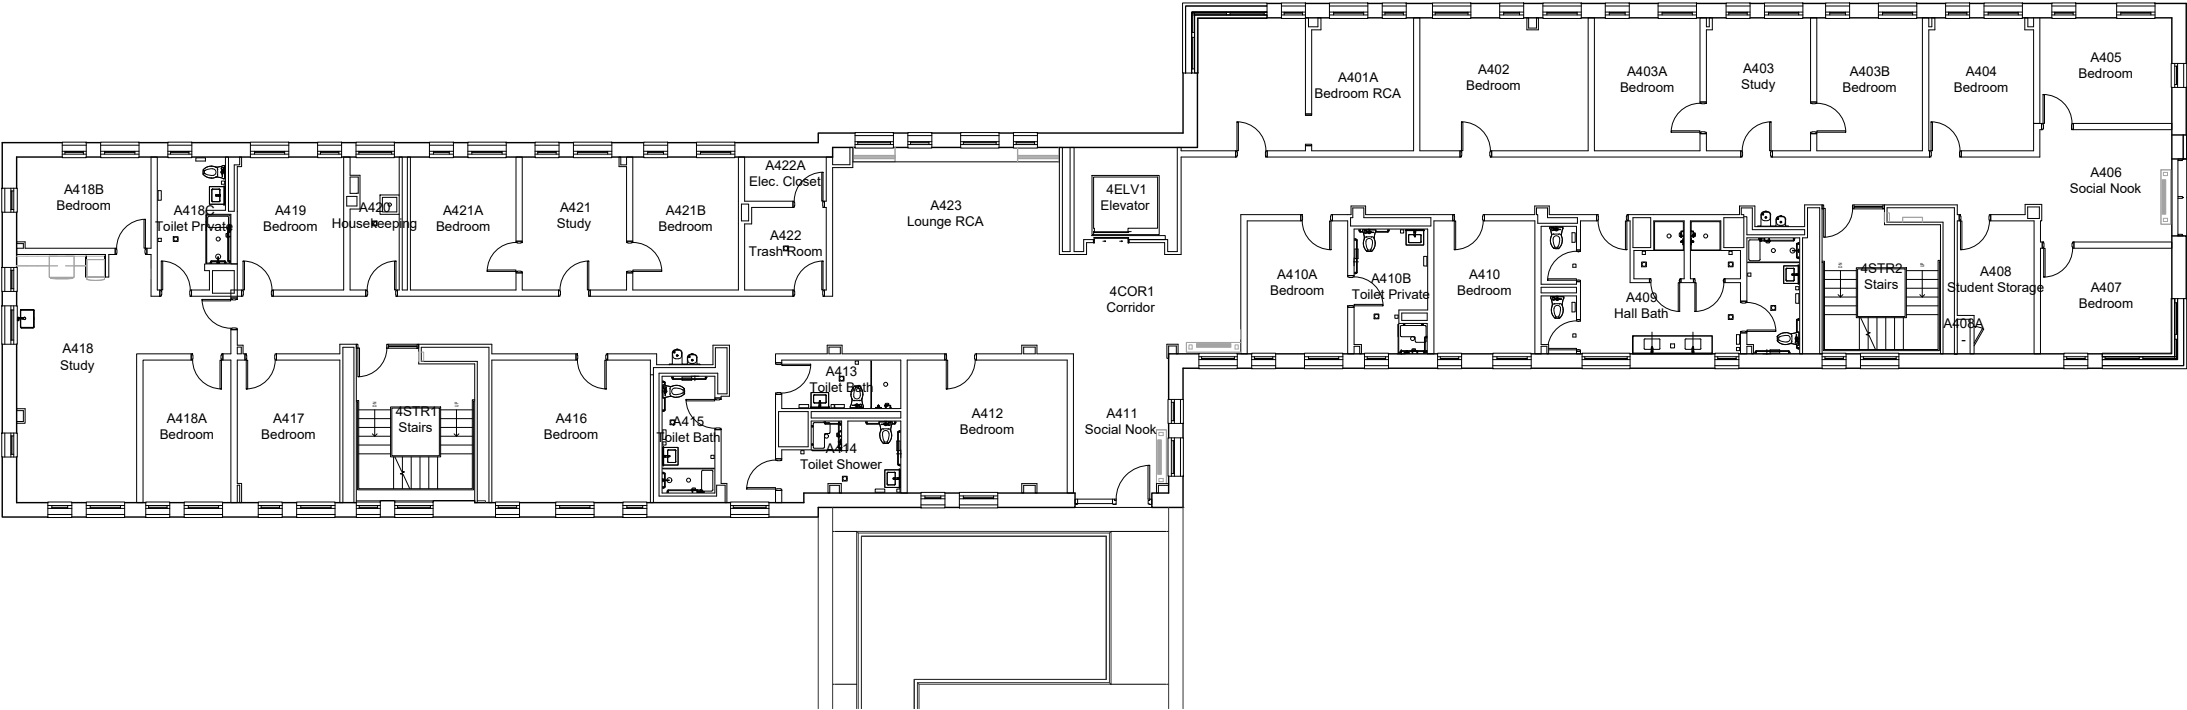 A401A
Bedroom RCA
A402
Bedroom
A403A
Bedroom
A403
Study
A403B
Bedroom
A404
Bedroom
A405
Bedroom
A406
Social Nook
A418B
Bedroom
A418C
Toilet Private
A419
Bedroom
A420
Housekeeping
A421A
Bedroom
A421
Study
A421B
Bedroom
A422A
Elec. Closet
A422
Trash Room
A423
Lounge RCA
4ELV1
Elevator
4COR1
Corridor
A410A
Bedroom
A410B
Toilet Private
A410
Bedroom
A409
Hall Bath
4STR2
Stairs
A408
Student Storage
A408A
A407
Bedroom
A418
Study
A418A
Bedroom
A417
Bedroom
4STR1
Stairs
A416
Bedroom
A415
Toilet Bath
A413
Toilet Bath
A414
Toilet Shower
A412
Bedroom
A411
Social Nook